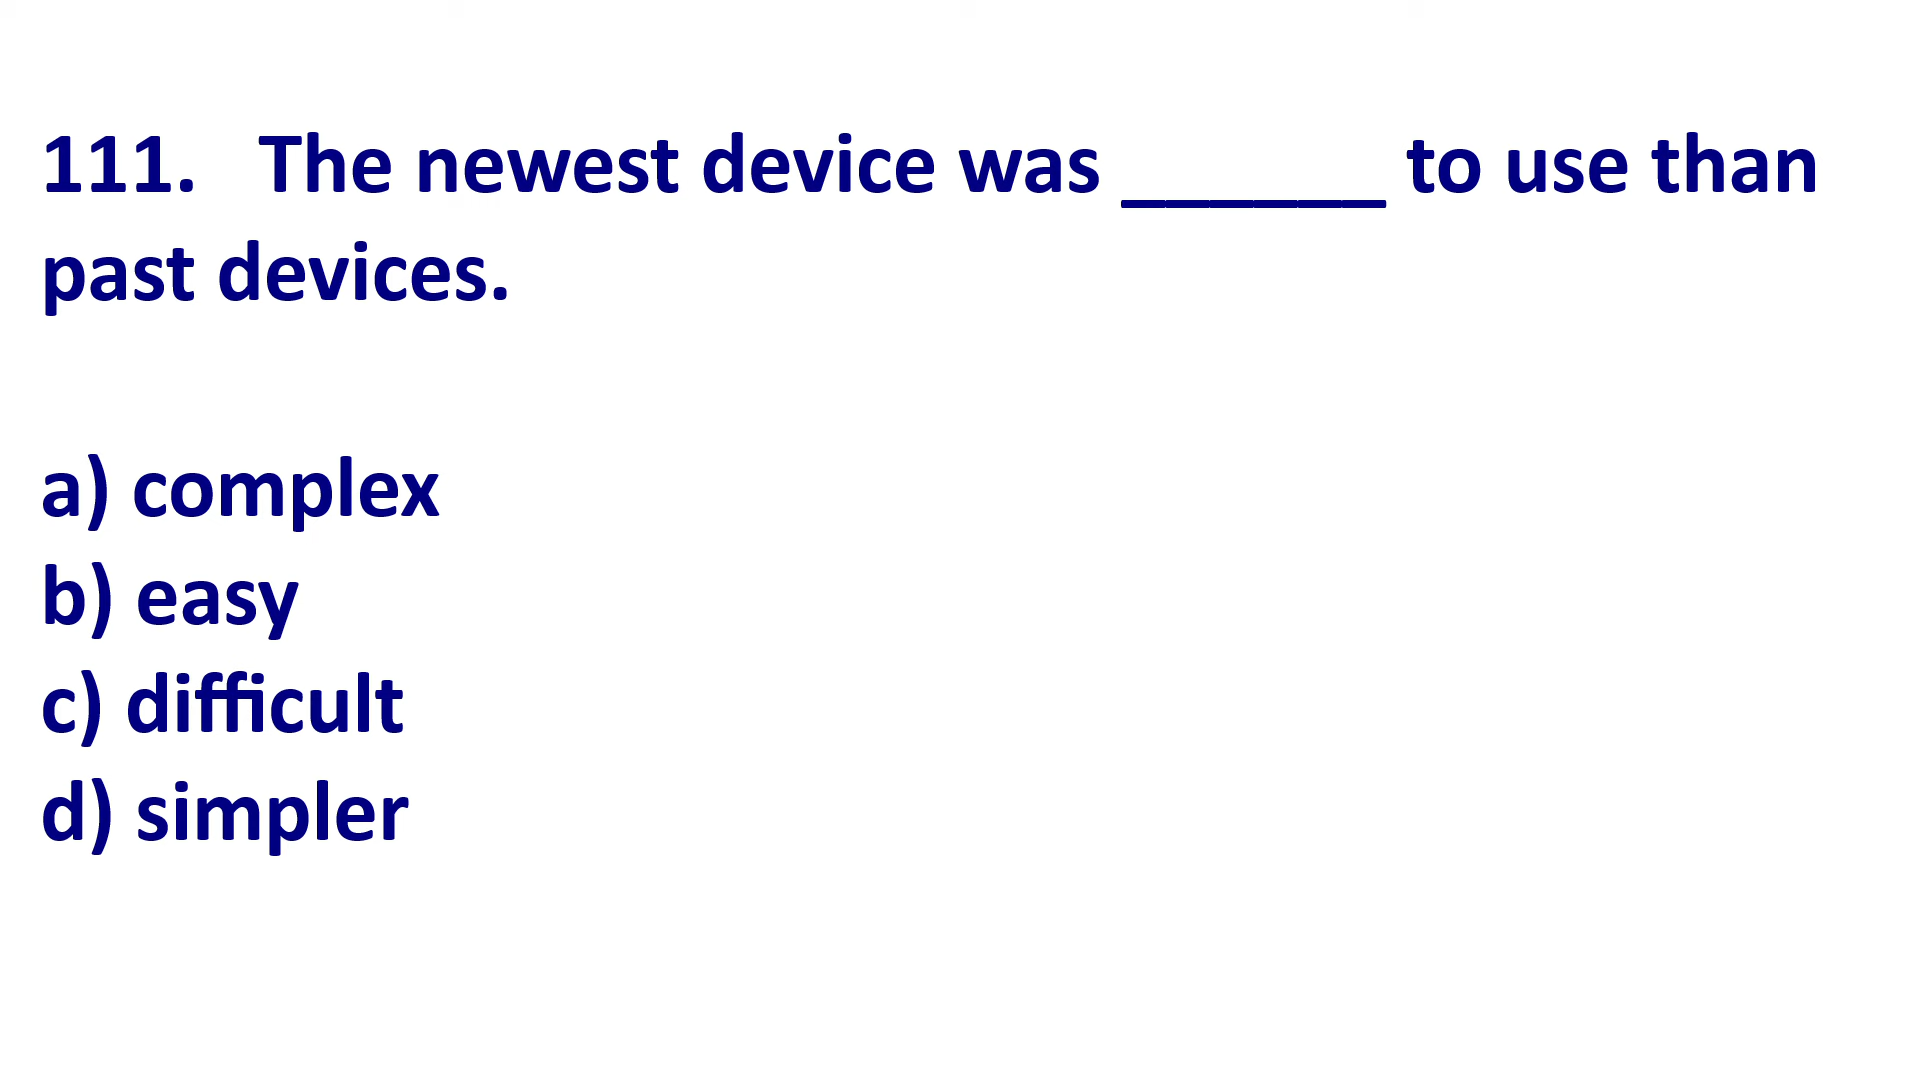 111. The newest device was ______ to use than
past devices.
a) complex
b) easy
c) difficult
d) simpler